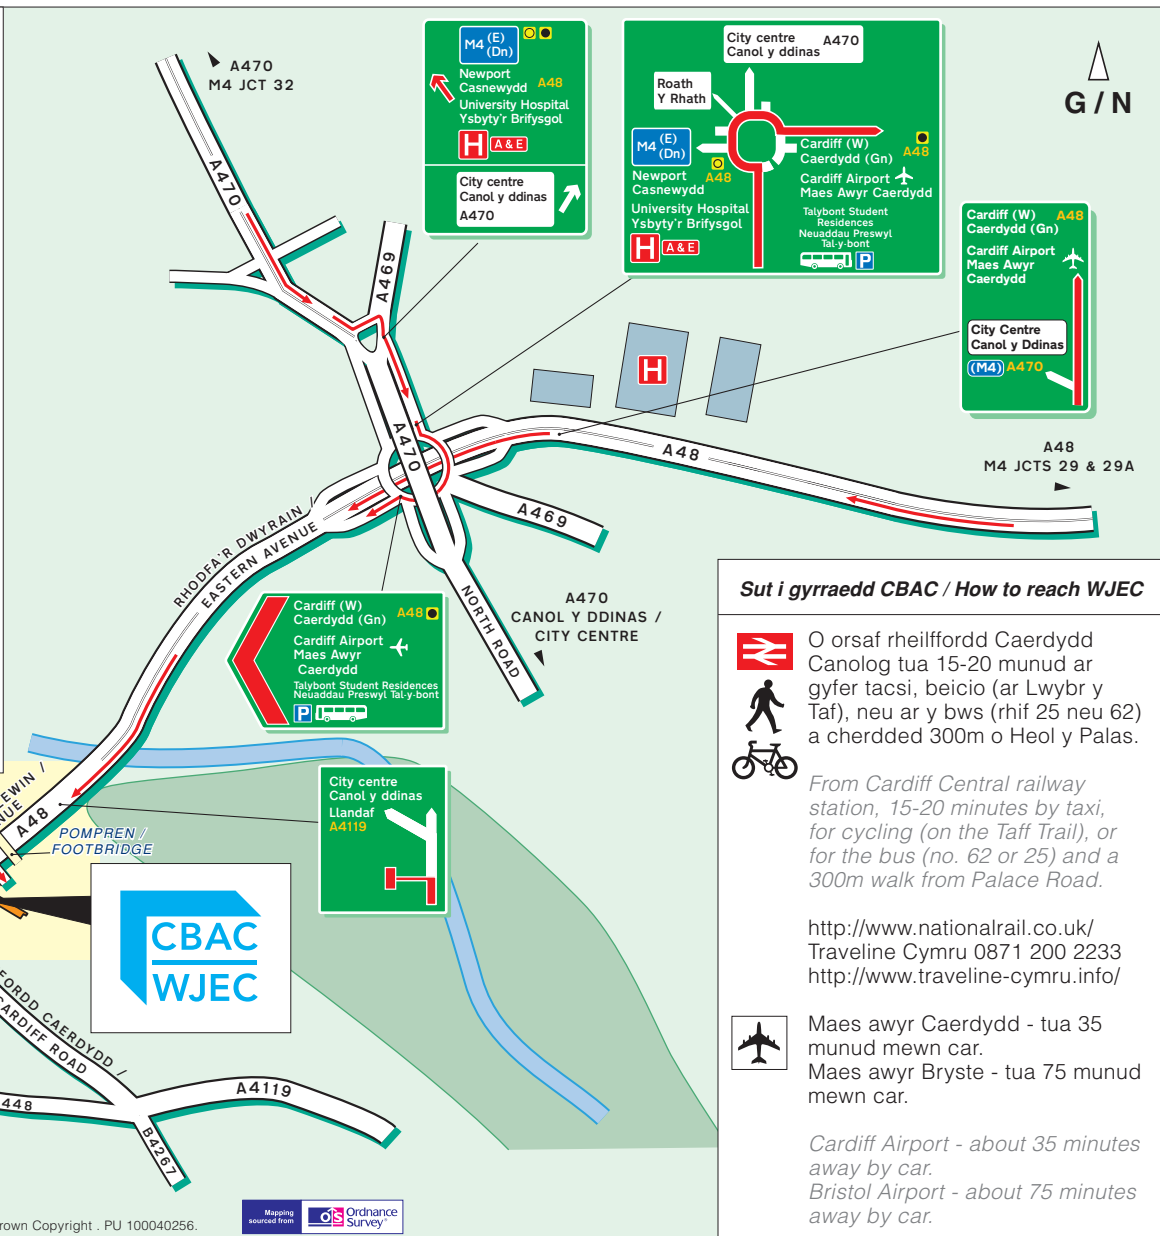 A470
M4 JCT 32
A470
A469
M4 (E)
(Dn)
Newport
Casnewydd A48
University Hospital
Ysbyty'r Brifysgol
H A & E
City centre
Canol y ddinas
A470
City centre
Canol y ddinas A470
Roath
Y Rhath
M4 (E)
(Dn)
A48
Newport
Casnewydd
University Hospital
Ysbyty'r Brifysgol
H A & E
Cardiff (W)
Caerdydd (Gn) A48
Cardiff Airport
Maes Awyr Caerdydd
Talybont Student
Residences
Neuaddau Preswyl
Tal-y-bont
P
G / N
Cardiff (W) A48
Caerdydd (Gn)
Cardiff Airport
Maes Awyr
Caerdydd
City Centre
Canol y Ddinas
(M4) A470
H
A470
A48
A48
M4 JCTS 29 & 29A
A469
RHODFA'R DWYRAIN /
EASTERN AVENUE
NORTH ROAD
A470
CANOL Y DDINAS /
CITY CENTRE
Cardiff (W)
Caerdydd (Gn) A48
Cardiff Airport
Maes Awyr
Caerdydd
Talybont Student Residences
Neuaddau Preswyl Tal-y-bont
P
City centre
Canol y ddinas
Llandaf
A4119
A48
POMPREN /
FOOTBRIDGE
CBAC
WJEC
FORDD CAERDYDD /
CARDIFF ROAD
448
A4119
B4267
rown Copyright . PU 100040256.
Mapping
sourced from
OS Ordnance
Survey®
Sut i gyrraedd CBAC / How to reach WJEC
O orsaf rheilffordd Caerdydd
Canolog tua 15-20 munud ar
gyfer tacsi, beicio (ar Lwybr y
Taf), neu ar y bws (rhif 25 neu 62)
a cherdded 300m o Heol y Palas.
From Cardiff Central railway
station, 15-20 minutes by taxi,
for cycling (on the Taff Trail), or
for the bus (no. 62 or 25) and a
300m walk from Palace Road.
http://www.nationalrail.co.uk/
Traveline Cymru 0871 200 2233
http://www.traveline-cymru.info/
Maes awyr Caerdydd - tua 35
munud mewn car.
Maes awyr Bryste - tua 75 munud
mewn car.
Cardiff Airport - about 35 minutes
away by car.
Bristol Airport - about 75 minutes
away by car.